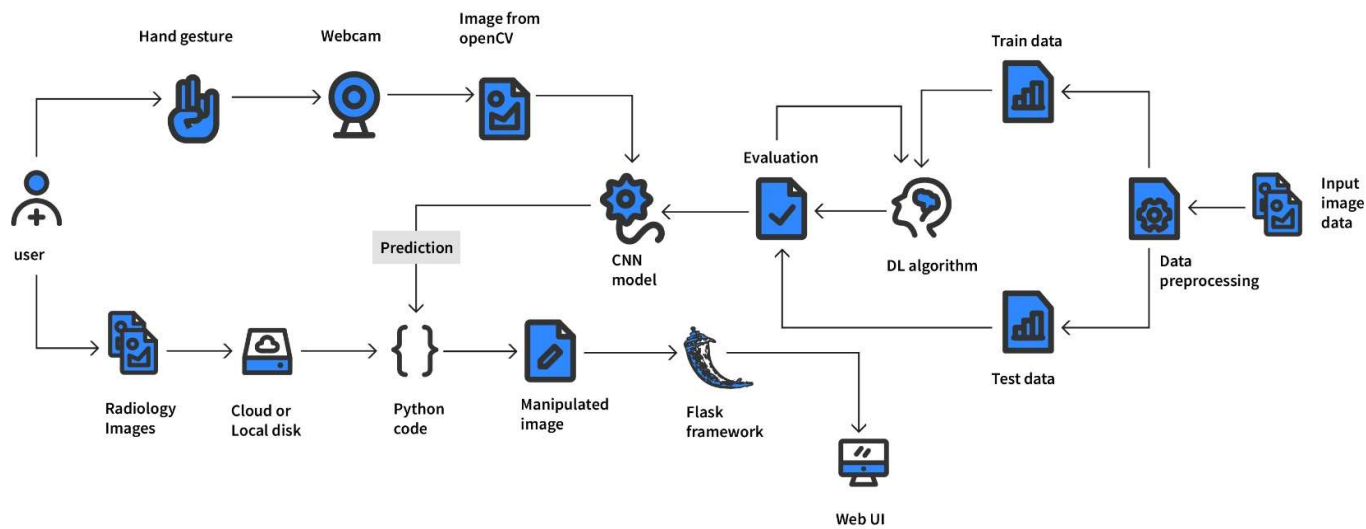 Hand gesture
Webcam
Image from
openCV
Train data
Evaluation
Input
image
data
user
Prediction
CNN
model
DL algorithm
Data
preprocessing
Radiology
Images
Cloud or
Local disk
Python
code
Manipulated
image
Flask
framework
Test data
Web UI